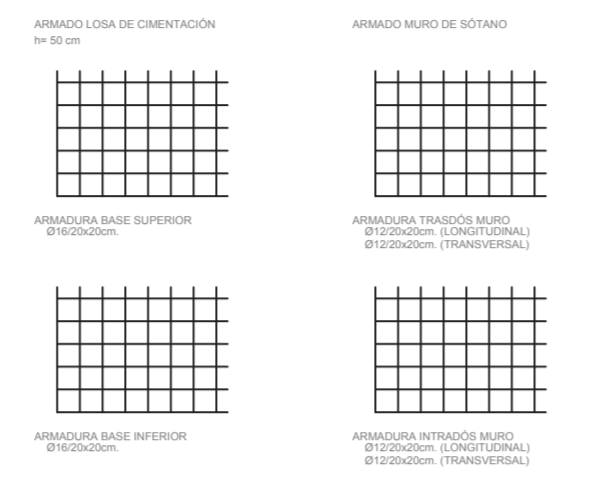 ARMADO LOSA DE CIMENTACIÓN
h= 50 cm
ARMADURA BASE SUPERIOR
Ø16/20x20cm.
ARMADURA BASE INFERIOR
Ø16/20x20cm.
ARMADO MURO DE SÓTANO
ARMADURA TRASDÓS MURO
Ø12/20x20cm. (LONGITUDINAL)
Ø12/20x20cm. (TRANSVERSAL)
ARMADURA INTRADÓS MURO
Ø12/20x20cm. (LONGITUDINAL)
Ø12/20x20cm. (TRANSVERSAL)